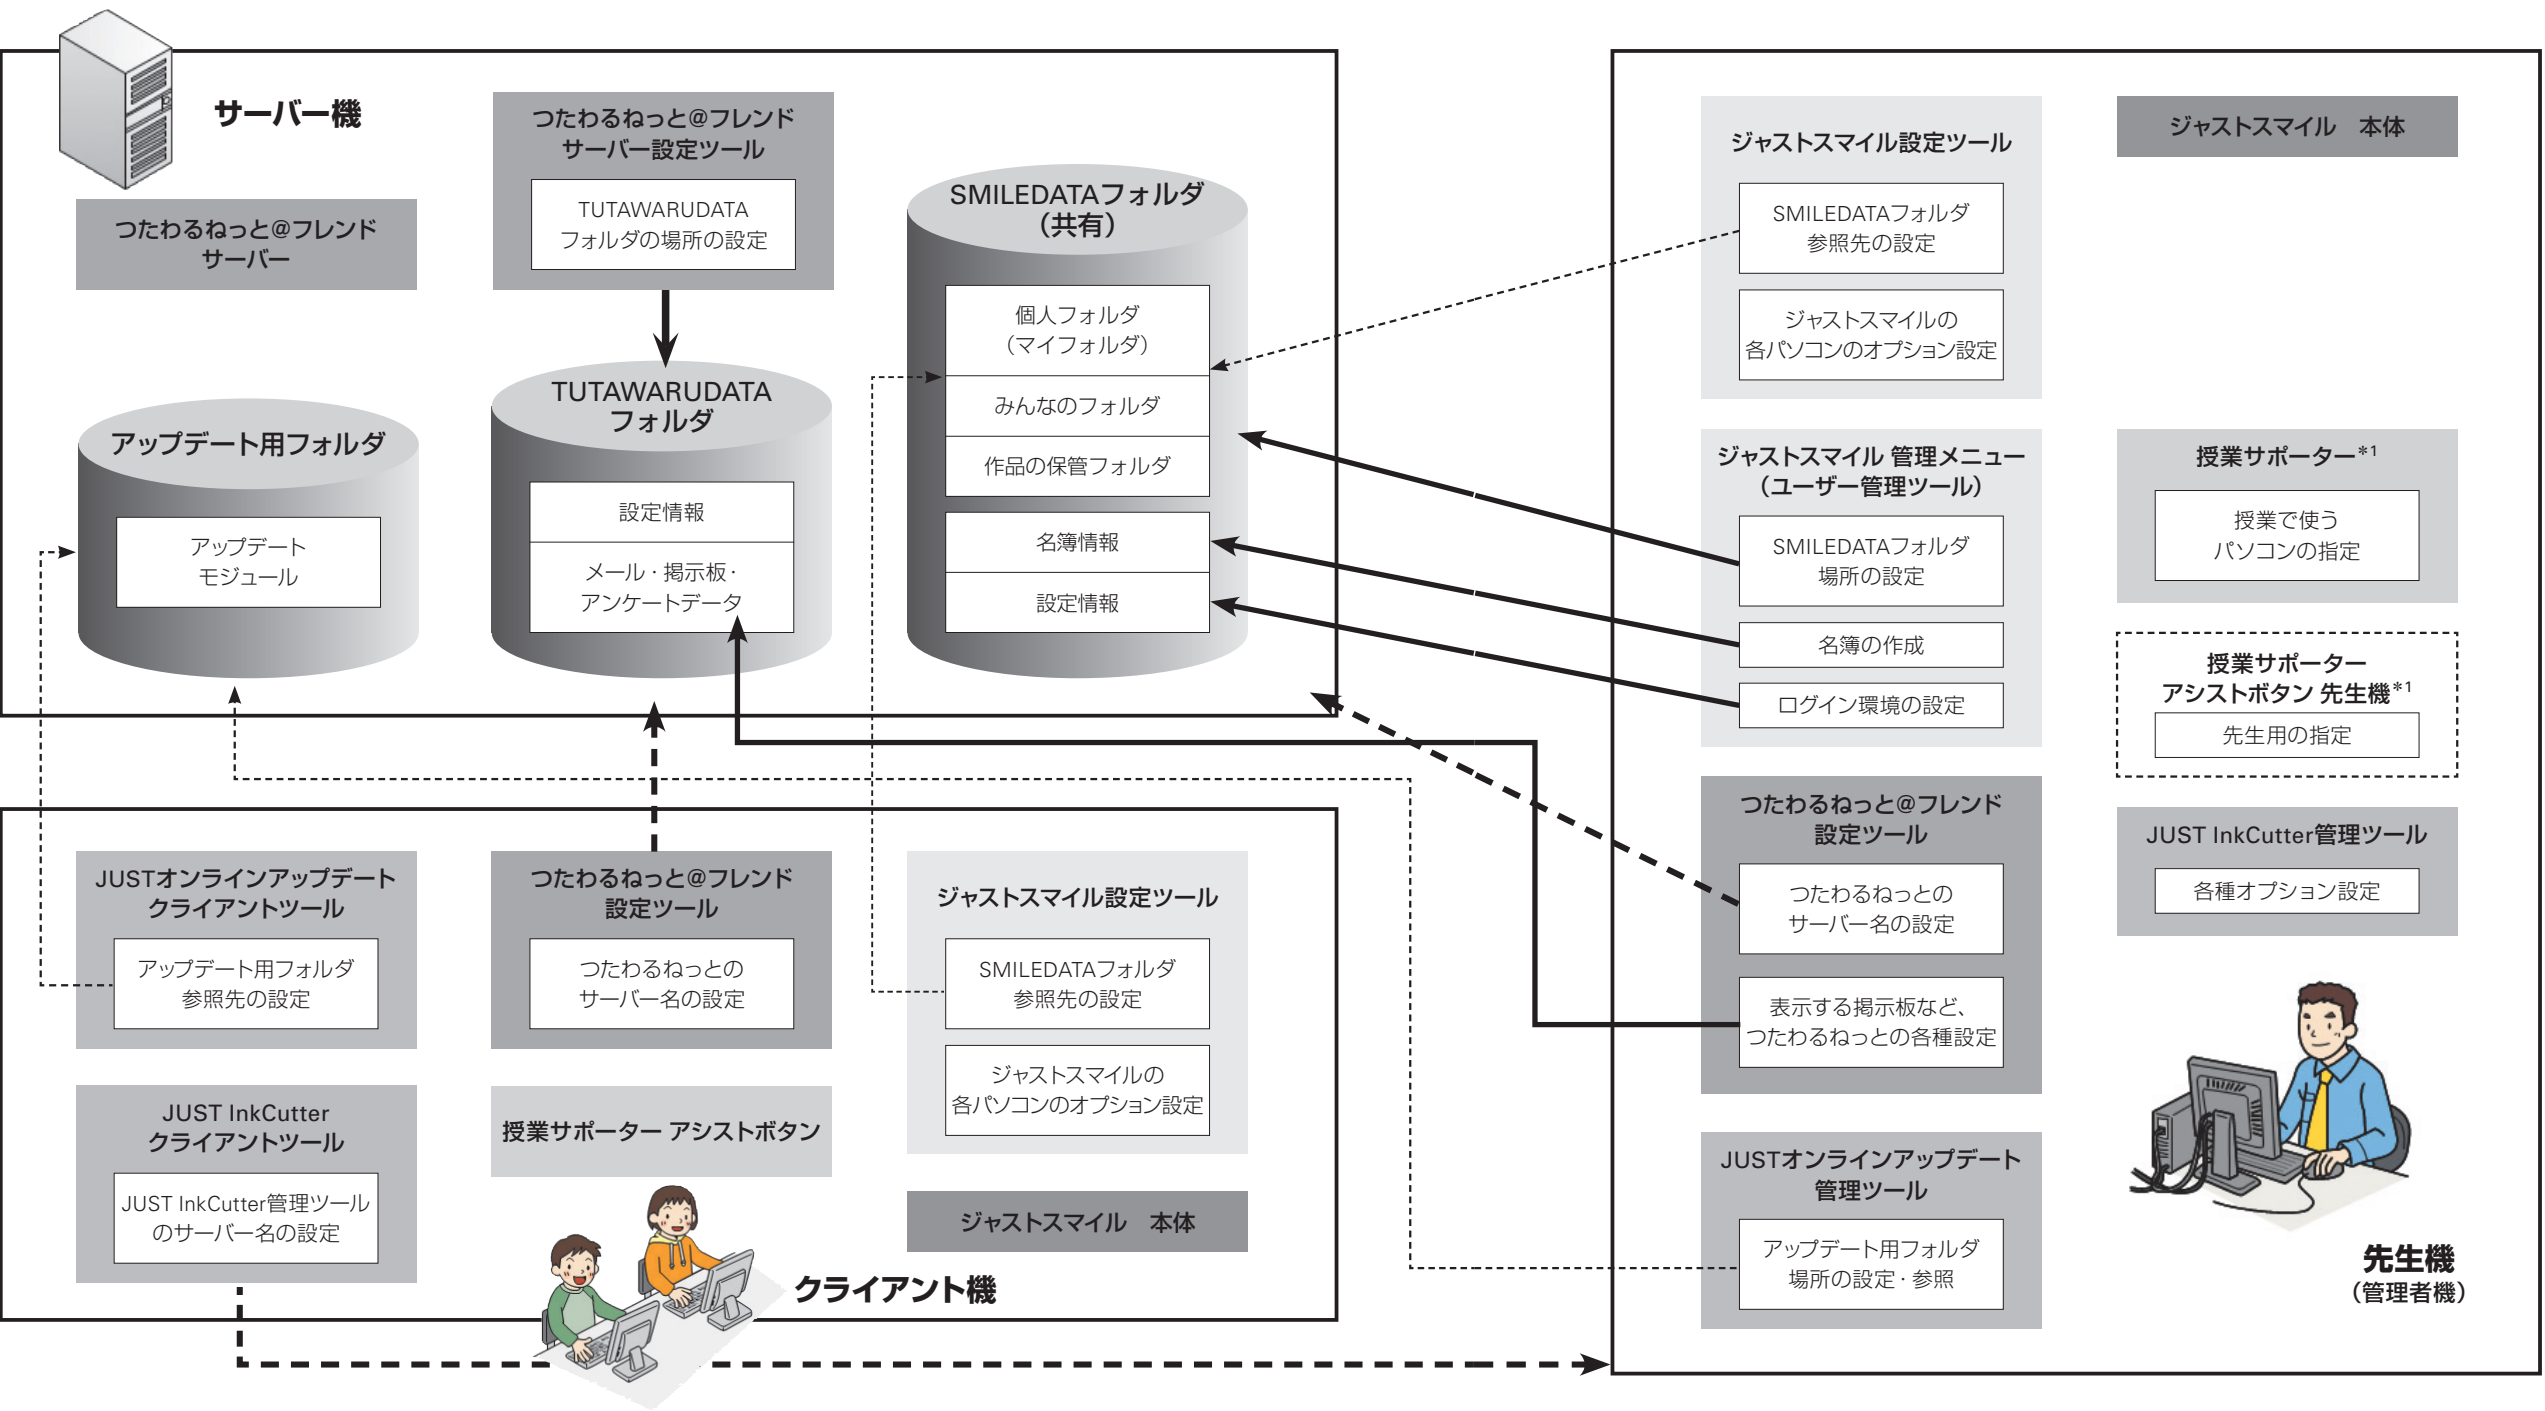 サーバー機
つたわるねっと@フレンド
サーバー
つたわるねっと@フレンド
サーバー設定ツール
TUTAWARUDATA
フォルダの場所の設定
アップデート用フォルダ
アップデート
モジュール
TUTAWARUDATA
フォルダ
設定情報
メール・掲示板・
アンケートデータ
SMILEDATAフォルダ
（共有）
個人フォルダ
（マイフォルダ）
みんなのフォルダ
作品の保管フォルダ
名簿情報
設定情報
JUSTオンラインアップデート
クライアントツール
アップデート用フォルダ
参照先の設定
JUST InkCutter
クライアントツール
JUST InkCutter管理ツール
のサーバー名の設定
つたわるねっと@フレンド
設定ツール
つたわるねっとの
サーバー名の設定
授業サポーター アシストボタン
ジャストスマイル設定ツール
SMILEDATAフォルダ
参照先の設定
ジャストスマイルの
各パソコンのオプション設定
ジャストスマイル　本体
クライアント機
ジャストスマイル設定ツール
SMILEDATAフォルダ
参照先の設定
ジャストスマイルの
各パソコンのオプション設定
ジャストスマイル 管理メニュー
（ユーザー管理ツール）
SMILEDATAフォルダ
場所の設定
名簿の作成
ログイン環境の設定
つたわるねっと@フレンド
設定ツール
つたわるねっとの
サーバー名の設定
表示する掲示板など、
つたわるねっとの各種設定
JUSTオンラインアップデート
管理ツール
アップデート用フォルダ
場所の設定・参照
ジャストスマイル　本体
授業サポーター*1
授業で使う
パソコンの指定
授業サポーター
アシストボタン 先生機*1
先生用の指定
JUST InkCutter管理ツール
各種オプション設定
先生機
（管理者機）